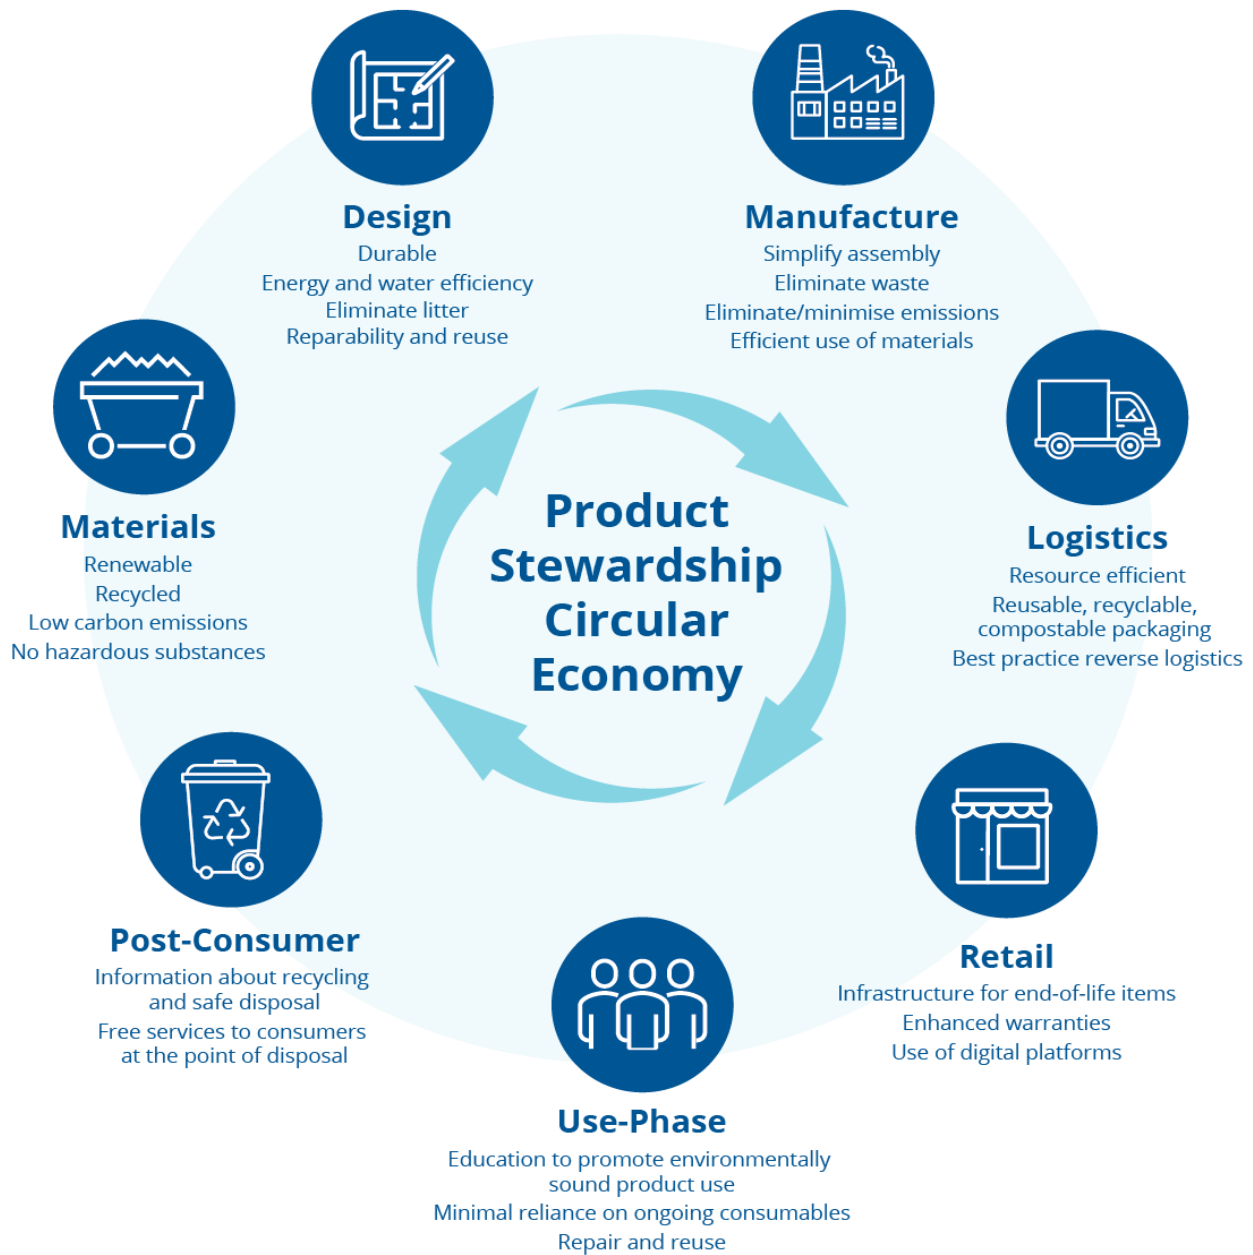 Design
Durable
Energy and water efficiency
Eliminate litter
Reparability and reuse
Manufacture
Simplify assembly
Eliminate waste
Eliminate/minimise emissions
Efficient use of materials
Logistics
Resource efficient
Reusable, recyclable,
compostable packaging
Best practice reverse logistics
Retail
Infrastructure for end-of-life items
Enhanced warranties
Use of digital platforms
Use-Phase
Education to promote environmentally
sound product use
Minimal reliance on ongoing consumables
Repair and reuse
Post-Consumer
Information about recycling
and safe disposal
Free services to consumers
at the point of disposal
Materials
Renewable
Recycled
Low carbon emissions
No hazardous substances
Product
Stewardship
Circular
Economy